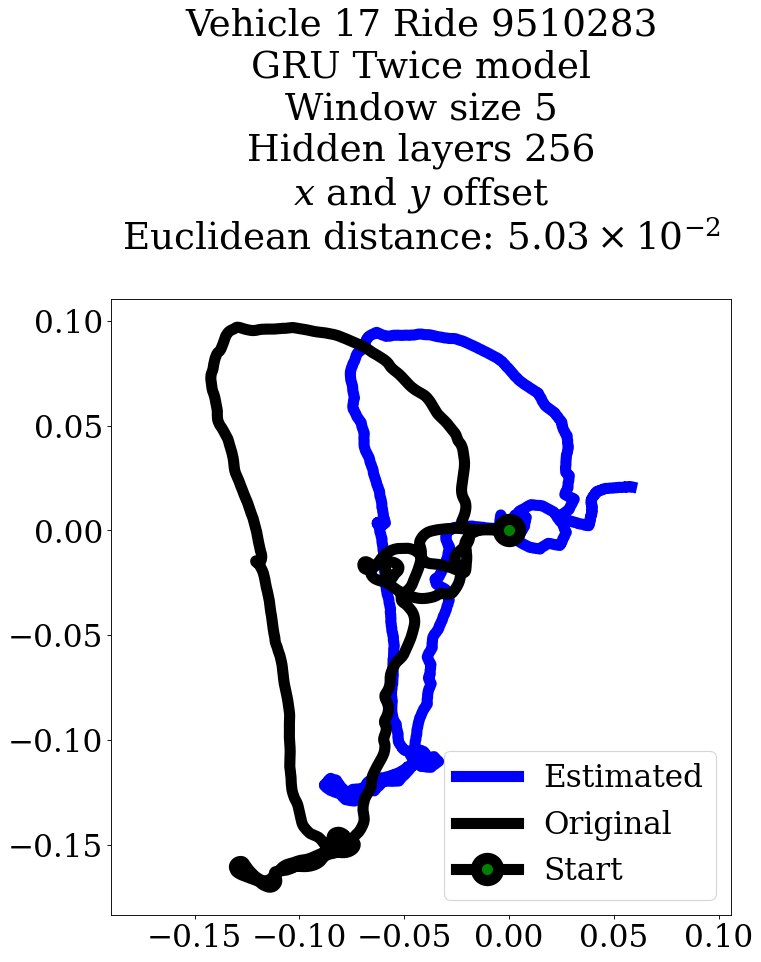 Vehicle 17 Ride 9510283
GRU Twice model
Window size 5
Hidden layers 256
x and y offset
Euclidean distance: 5.03 × 10⁻²
0.10
0.05
0.00
−0.05
−0.10
−0.15
Estimated
Original
Start
−0.15 −0.10 −0.05 0.00 0.05 0.10